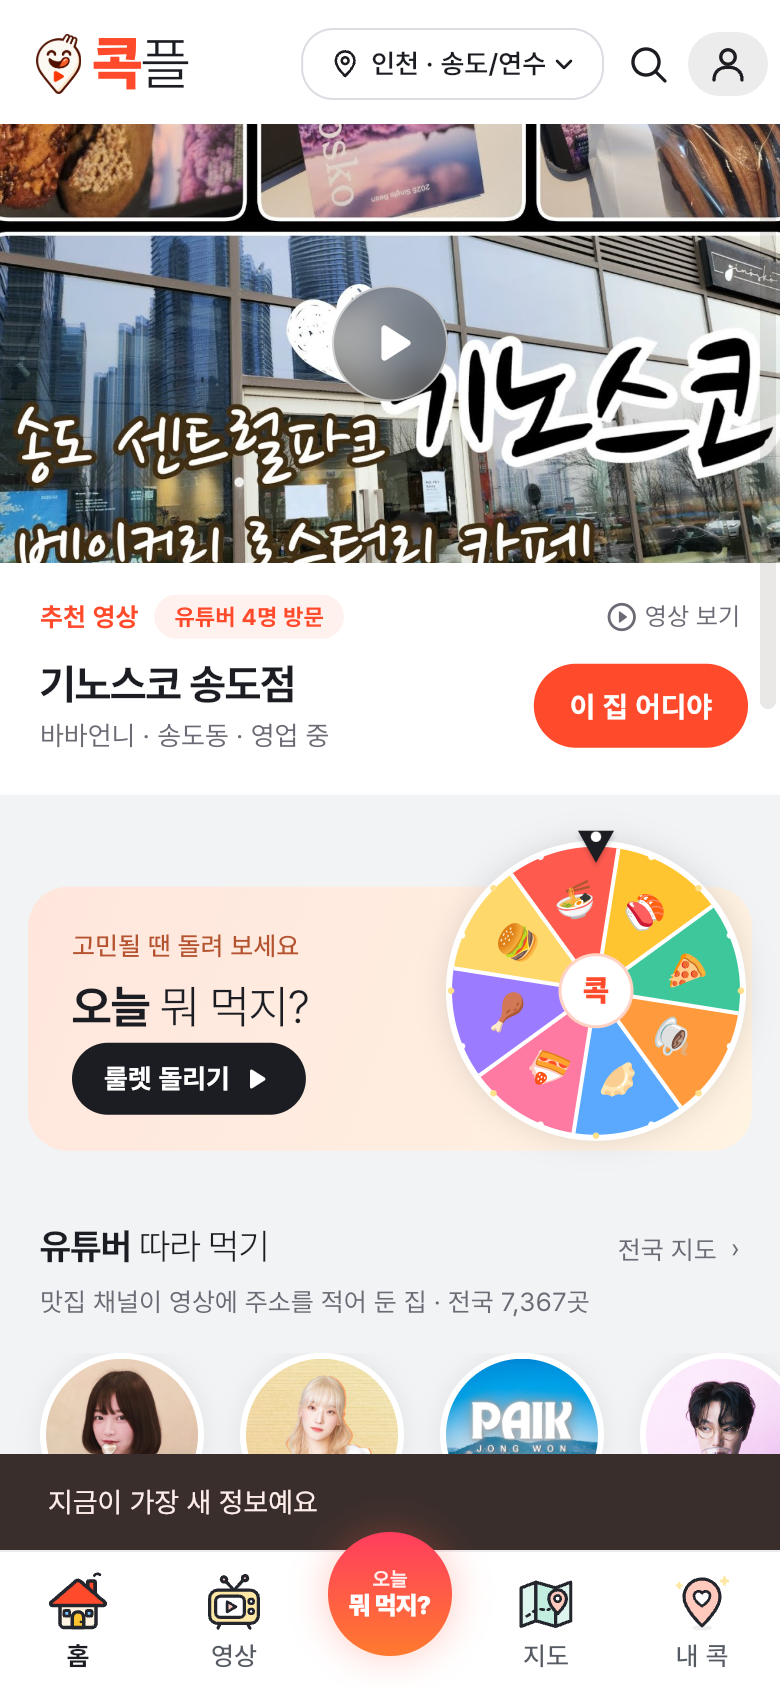 콕플
인천 · 송도/연수
osko
2025 Single Bean
ginosko
기노스코
송도 센트럴파크
베이커리 로스터리 카페
추천 영상
유튜버 4명 방문
영상 보기
기노스코 송도점
바바언니 · 송도동 · 영업 중
이 집 어디야
고민될 땐 돌려 보세요
오늘 뭐 먹지?
룰렛 돌리기
콕
유튜버 따라 먹기
전국 지도 ›
맛집 채널이 영상에 주소를 적어 둔 집 · 전국 7,367곳
PAIK
JONG WON
지금이 가장 새 정보예요
홈
영상
오늘
뭐 먹지?
지도
내 콕